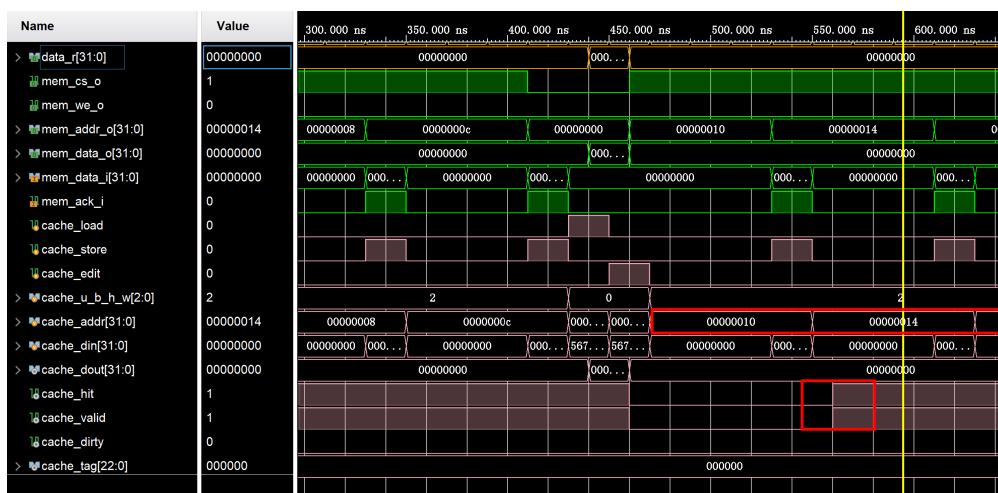 Name Value 300.000 ns 350.000 ns 400.000 ns 450.000 ns 500.000 ns 550.000 ns 600.000 ns
data_r[31:0] 00000000 00000000 000... 00000000
mem_cs_o 1
mem_we_o 0
mem_addr_o[31:0] 00000014 00000008 0000000c 00000000 00000010 00000014 0
mem_data_o[31:0] 00000000 00000000 000... 00000000
mem_data_i[31:0] 00000000 00000000 000... 00000000 000... 00000000 000... 00000000 000...
mem_ack_i 0
cache_load 0
cache_store 0
cache_edit 0
cache_u_b_h_w[2:0] 2 2 0 2
cache_addr[31:0] 00000014 00000008 0000000c 000... 000... 00000010 00000014
cache_din[31:0] 00000000 00000000 000... 00000000 000... 567... 567... 00000000 000... 00000000 000...
cache_dout[31:0] 00000000 00000000 000... 00000000
cache_hit 1
cache_valid 1
cache_dirty 0
cache_tag[22:0] 000000 000000